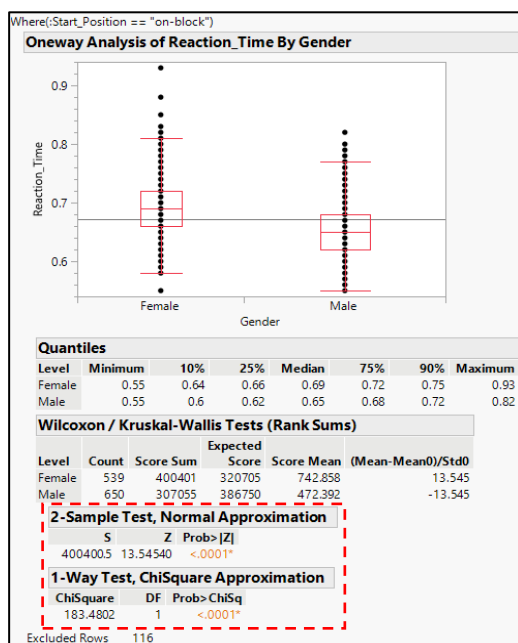 Where(:Start_Position == "on-block")
Oneway Analysis of Reaction_Time By Gender
0.9
0.8
0.7
0.6
Reaction_Time
Female Male
Gender
Quantiles
Level Minimum 10% 25% Median 75% 90% Maximum
Female 0.55 0.64 0.66 0.69 0.72 0.75 0.93
Male 0.55 0.6 0.62 0.65 0.68 0.72 0.82
Wilcoxon / Kruskal-Wallis Tests (Rank Sums)
Expected
Level Count Score Sum Score Score Mean (Mean-Mean0)/Std0
Female 539 400401 320705 742.858 13.545
Male 650 307055 386750 472.392 -13.545
2-Sample Test, Normal Approximation
S Z Prob>|Z|
400400.5 13.54540 <.0001*
1-Way Test, ChiSquare Approximation
ChiSquare DF Prob>ChiSq
183.4802 1 <.0001*
Excluded Rows 116